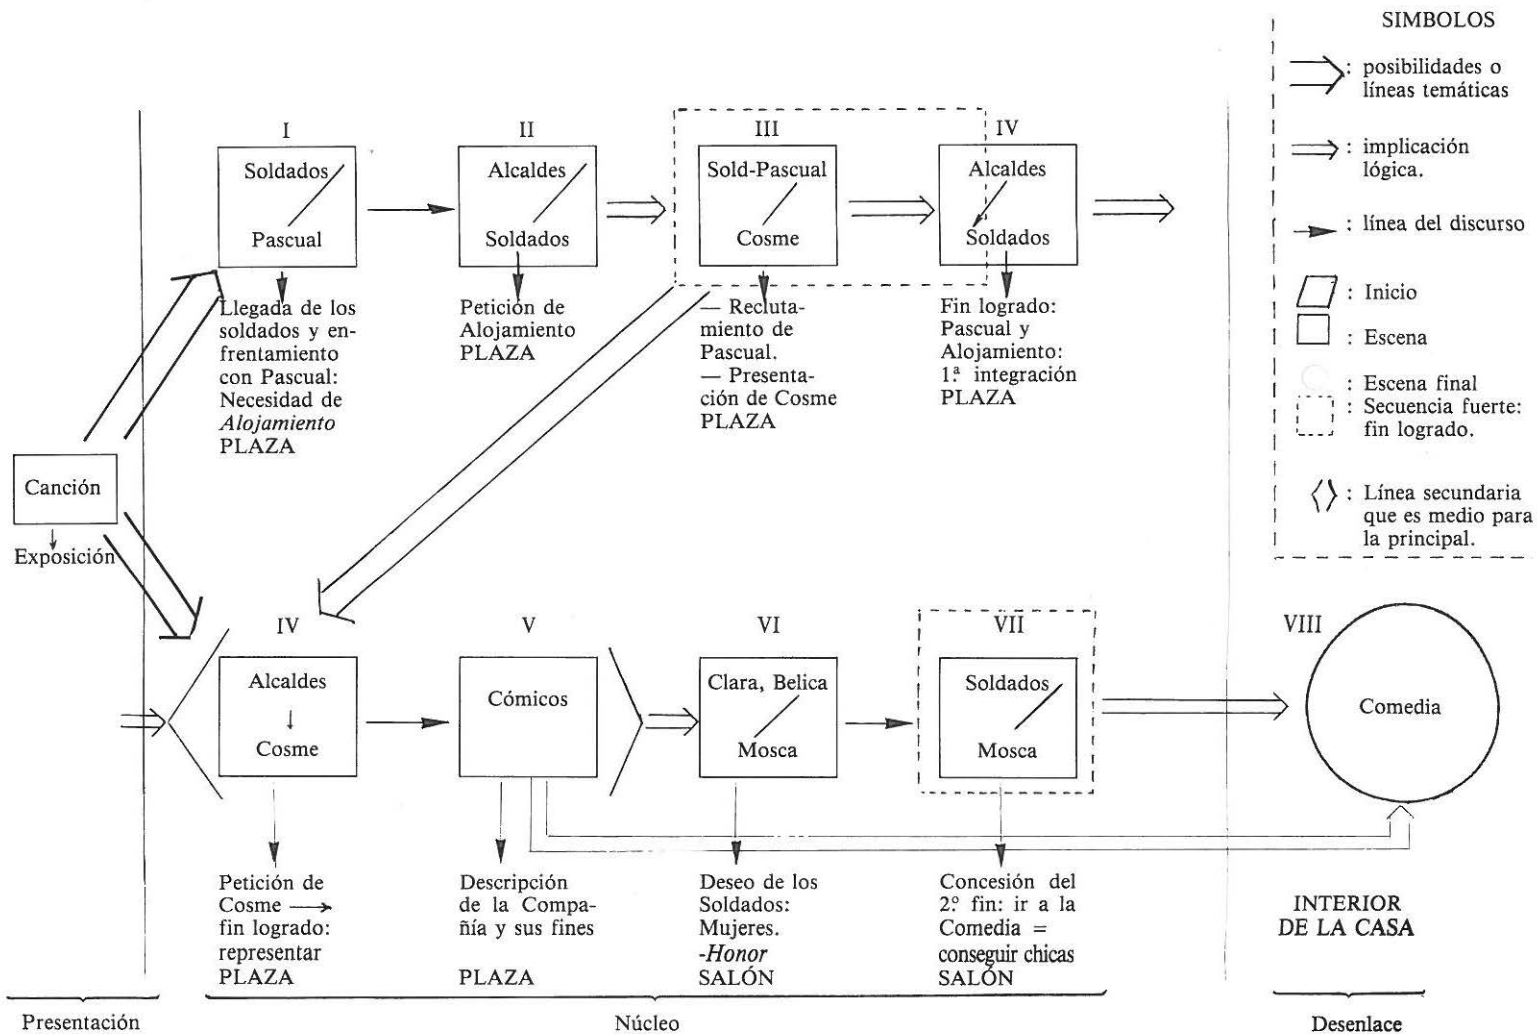 SIMBOLOS
: posibilidades o
líneas temáticas
: implicación
lógica.
: línea del discurso
: Inicio
: Escena
: Escena final
: Secuencia fuerte:
fin logrado.
: Línea secundaria
que es medio para
la principal.
I
Soldados
Pascual
Llegada de los
soldados y en-
frentamiento
con Pascual:
Necesidad de
Alojamiento
PLAZA
II
Alcaldes
Soldados
Petición de
Alojamiento
PLAZA
III
Sold-Pascual
Cosme
— Recluta-
miento de
Pascual.
— Presenta-
ción de Cosme
PLAZA
IV
Alcaldes
Soldados
Fin logrado:
Pascual y
Alojamiento:
1.ª integración
PLAZA
Canción
Exposición
IV
Alcaldes
Cosme
Petición de
Cosme
fin logrado:
representar
PLAZA
V
Cómicos
Descripción
de la Compa-
ñía y sus fines
PLAZA
VI
Clara, Belica
Mosca
Deseo de los
Soldados:
Mujeres.
-Honor
SALÓN
VII
Soldados
Mosca
Concesión del
2.º fin: ir a la
Comedia =
conseguir chicas
SALÓN
VIII
Comedia
INTERIOR
DE LA CASA
Presentación
Núcleo
Desenlace